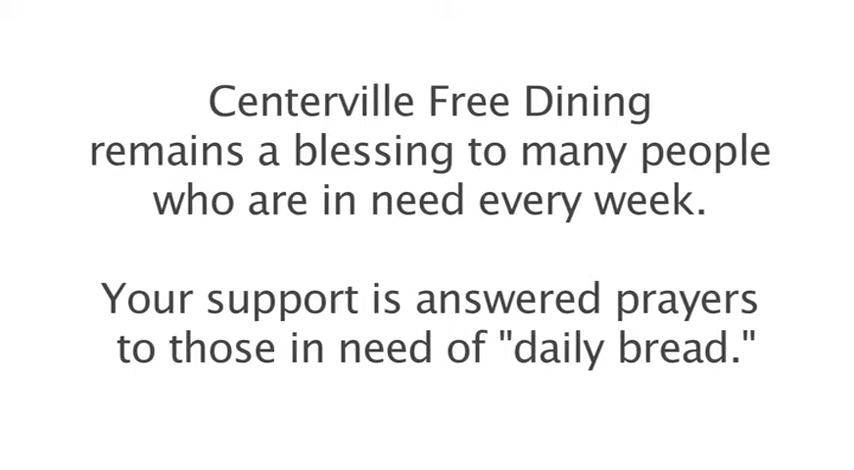 Centerville Free Dining
remains a blessing to many people
who are in need every week.
Your support is answered prayers
to those in need of "daily bread."